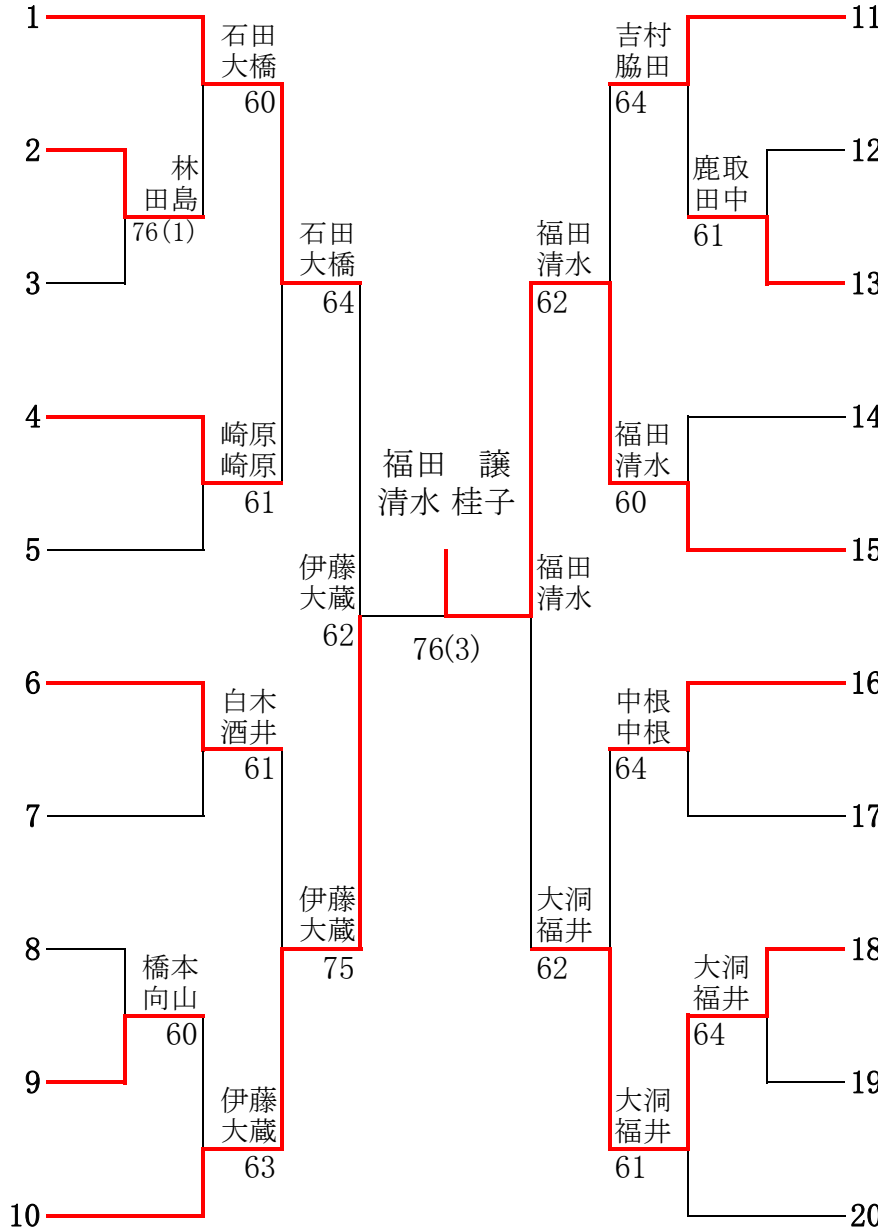 1
石田
大橋
60
2
林
田島
76(1)
3
石田
大橋
64
4
崎原
崎原
61
5
伊藤
大蔵
62
6
白木
酒井
61
7
伊藤
大蔵
75
8
橋本
向山
60
9
伊藤
大蔵
63
10
福田 譲
清水 桂子
76(3)
吉村
脇田
64
11
12
鹿取
田中
61
13
福田
清水
62
14
福田
清水
60
15
福田
清水
中根
中根
64
16
17
大洞
福井
62
18
大洞
福井
64
19
大洞
福井
61
20